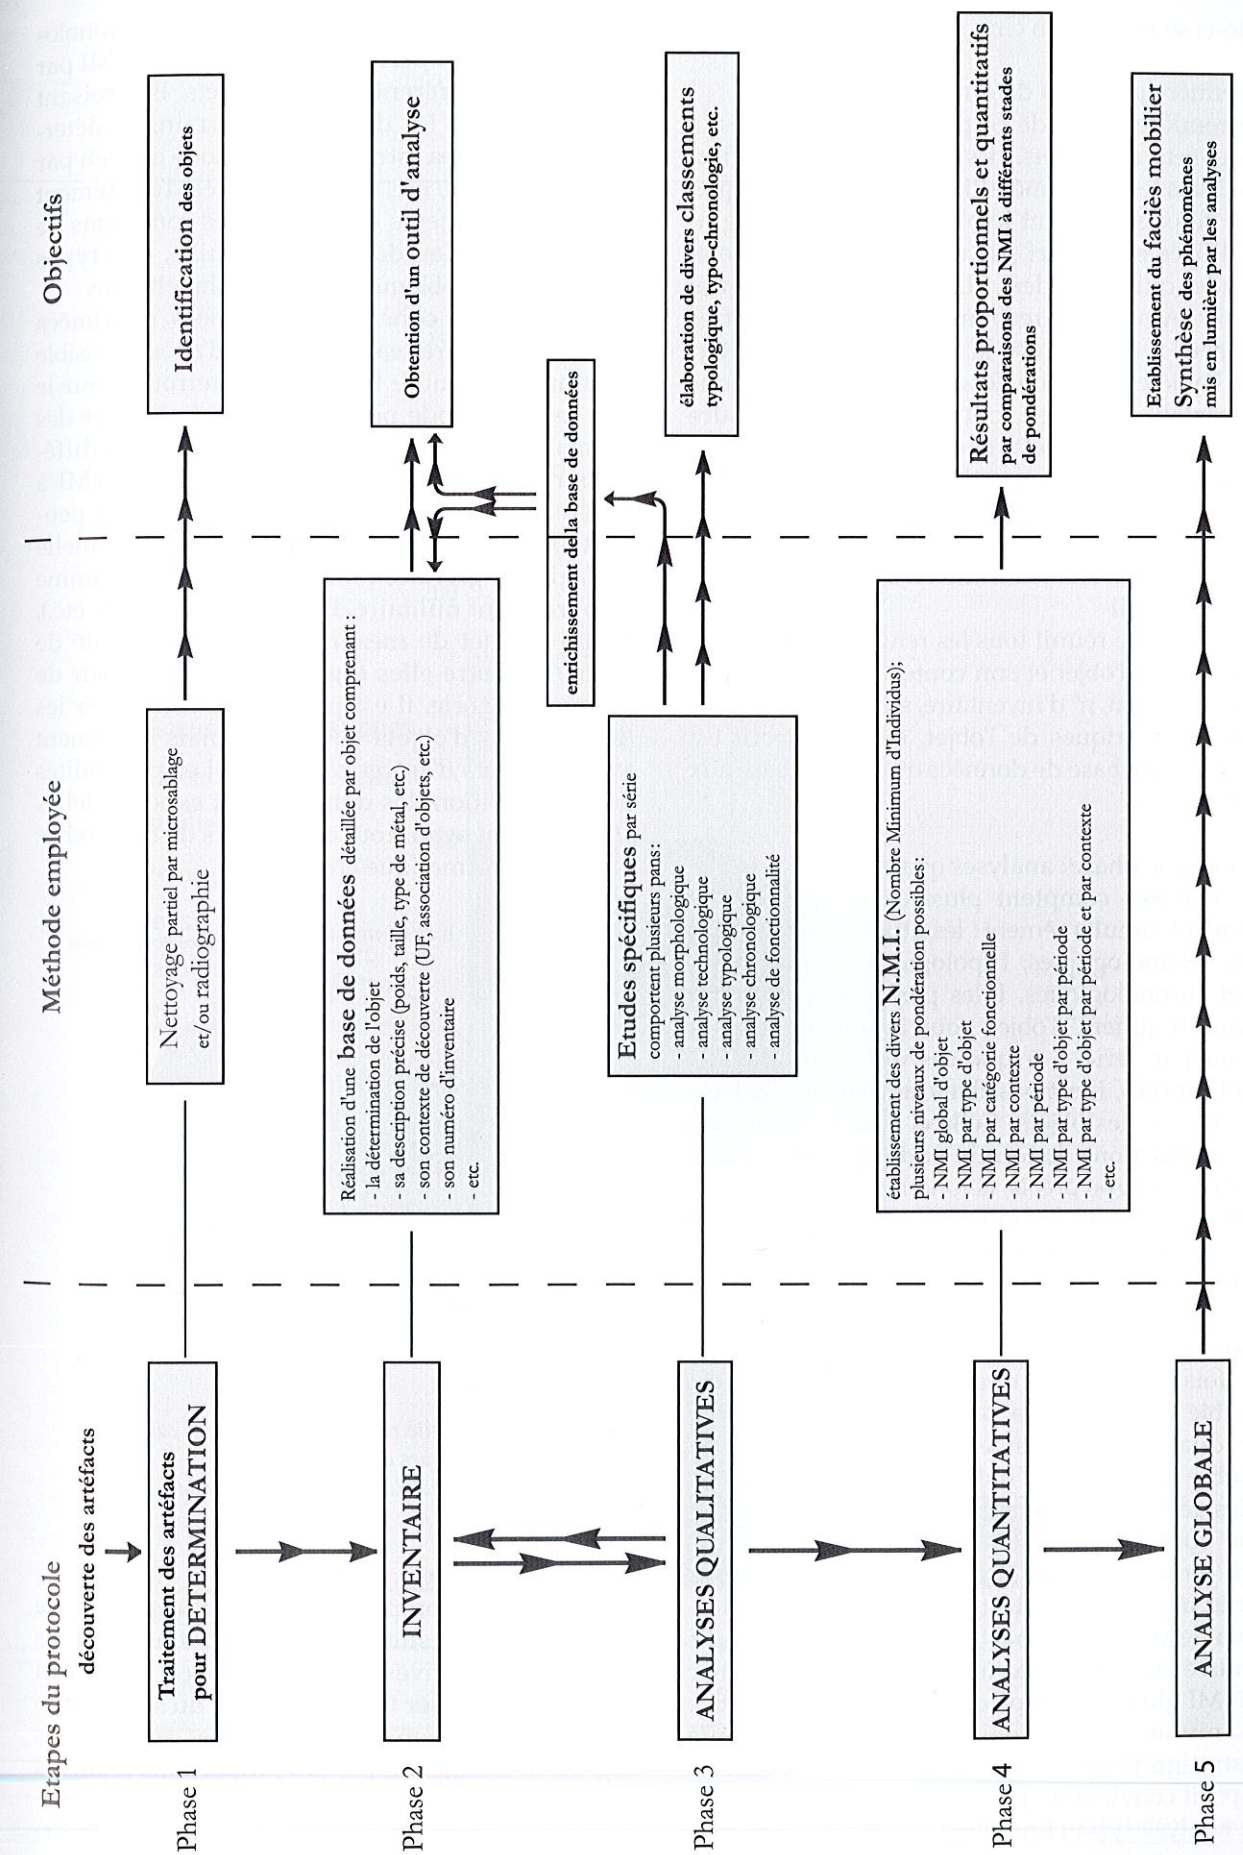 Etapes du protocole
Méthode employée
Objectifs
découverte des artéfacts
Phase 1
Traitement des artéfacts
pour DETERMINATION
Nettoyage partiel par microsablage
et/ou radiographie
Identification des objets
Phase 2
INVENTAIRE
Réalisation d'une base de données détaillée par objet comprenant :
- la détermination de l'objet
- sa description précise (poids, taille, type de métal, etc.)
- son contexte de découverte (UF, association d'objets, etc.)
- son numéro d'inventaire
- etc.
Obtention d'un outil d'analyse
enrichissement de la base de données
Phase 3
ANALYSES QUALITATIVES
Etudes spécifiques par série
comportent plusieurs pans:
- analyse morphologique
- analyse technologique
- analyse typologique
- analyse chronologique
- analyse de fonctionnalité
élaboration de divers classements
typologique, typo-chronologie, etc.
Phase 4
ANALYSES QUANTITATIVES
établissement des divers N.M.I (Nombre Minimum d'Individus);
plusieurs niveaux de pondération possibles:
- NMI global d'objet
- NMI par type d'objet
- NMI par catégorie fonctionnelle
- NMI par contexte
- NMI par période
- NMI par type d'objet par période
- NMI par type d'objet par période et par contexte
- etc.
Résultats proportionnels et quantitatifs
par comparaisons des NMI à différents stades
de pondérations
Phase 5
ANALYSE GLOBALE
Etablissement du faciès mobilier
Synthèse des phénomènes
mis en lumière par les analyses